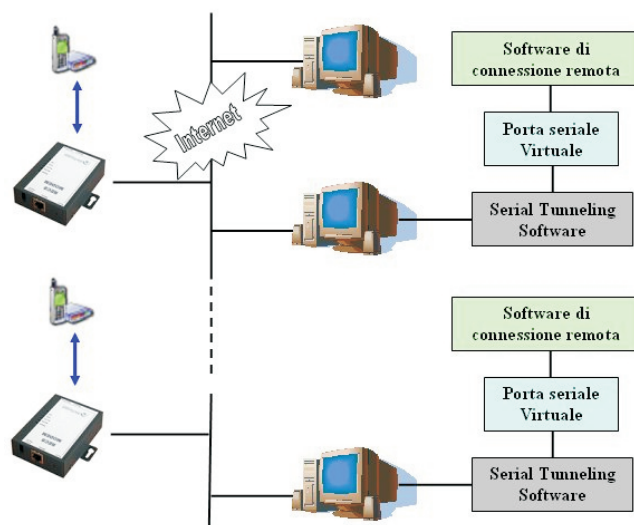 Internet
Software di
connessione remota
Porta seriale
Virtuale
Serial Tunneling
Software
Software di
connessione remota
Porta seriale
Virtuale
Serial Tunneling
Software